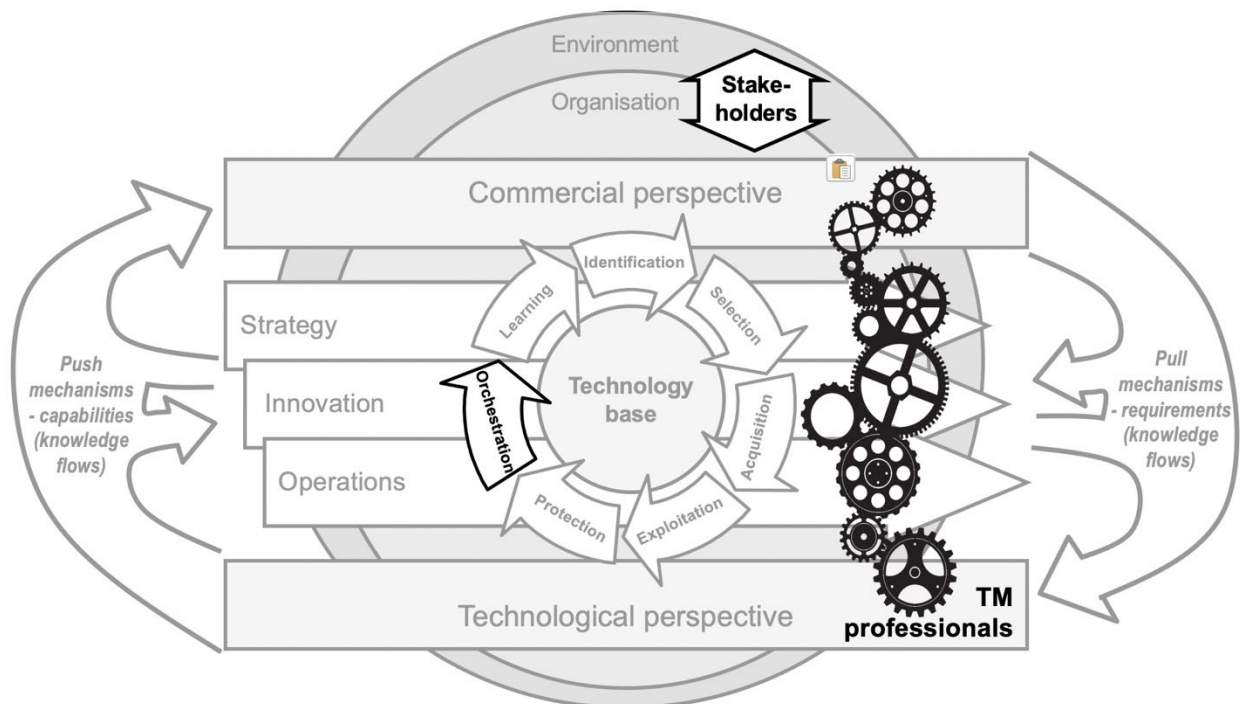 Environment
Organisation
Stake-
holders
Commercial perspective
Identification
Learning
Selection
Strategy
Push
mechanisms
- capabilities
(knowledge
flows)
Innovation
Orchestration
Technology
base
Acquisition
Pull
mechanisms
- requirements
(knowledge
flows)
Operations
Protection
Exploitation
Technological perspective
TM
professionals